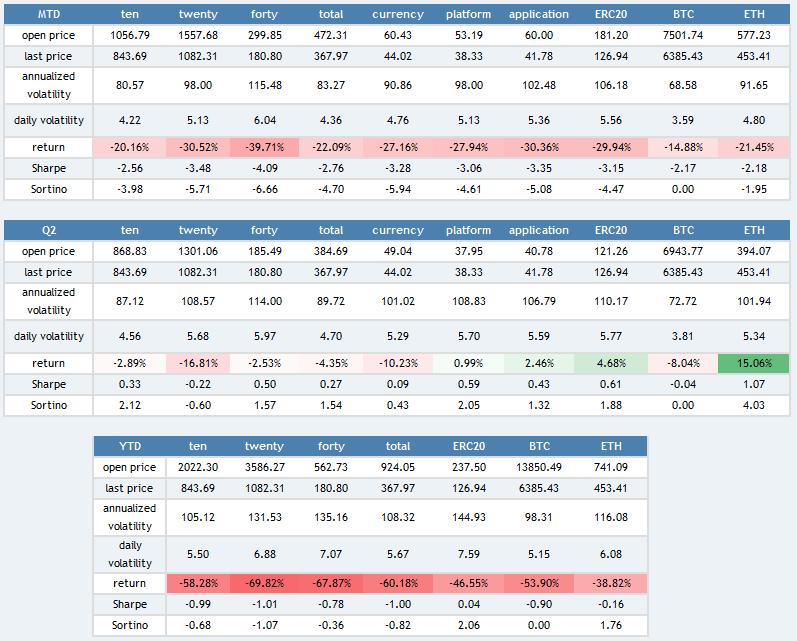 MTD ten twenty forty total currency platform application ERC20 BTC ETH
open price 1056.79 1557.68 299.85 472.31 60.43 53.19 60.00 181.20 7501.74 577.23
last price 843.69 1082.31 180.80 367.97 44.02 38.33 41.78 126.94 6385.43 453.41
annualized
volatility 80.57 98.00 115.48 83.27 90.86 98.00 102.48 106.18 68.58 91.65
daily volatility 4.22 5.13 6.04 4.36 4.76 5.13 5.36 5.56 3.59 4.80
return -20.16% -30.52% -39.71% -22.09% -27.16% -27.94% -30.36% -29.94% -14.88% -21.45%
Sharpe -2.56 -3.48 -4.09 -2.76 -3.28 -3.06 -3.35 -3.15 -2.17 -2.18
Sortino -3.98 -5.71 -6.66 -4.70 -5.94 -4.61 -5.08 -4.47 0.00 -1.95
Q2 ten twenty forty total currency platform application ERC20 BTC ETH
open price 868.83 1301.06 185.49 384.69 49.04 37.95 40.78 121.26 6943.77 394.07
last price 843.69 1082.31 180.80 367.97 44.02 38.33 41.78 126.94 6385.43 453.41
annualized
volatility 87.12 108.57 114.00 89.72 101.02 108.83 106.79 110.17 72.72 101.94
daily volatility 4.56 5.68 5.97 4.70 5.29 5.70 5.59 5.77 3.81 5.34
return -2.89% -16.81% -2.53% -4.35% -10.23% 0.99% 2.46% 4.68% -8.04% 15.06%
Sharpe 0.33 -0.22 0.50 0.27 0.09 0.59 0.43 0.61 -0.04 1.07
Sortino 2.12 -0.60 1.57 1.54 0.43 2.05 1.32 1.88 0.00 4.03
YTD ten twenty forty total ERC20 BTC ETH
open price 2022.30 3586.27 562.73 924.05 237.50 13850.49 741.09
last price 843.69 1082.31 180.80 367.97 126.94 6385.43 453.41
annualized
volatility 105.12 131.53 135.16 108.32 144.93 98.31 116.08
daily
volatility 5.50 6.88 7.07 5.67 7.59 5.15 6.08
return -58.28% -69.82% -67.87% -60.18% -46.55% -53.90% -38.82%
Sharpe -0.99 -1.01 -0.78 -1.00 0.04 -0.90 -0.16
Sortino -0.68 -1.07 -0.36 -0.82 2.06 0.00 1.76